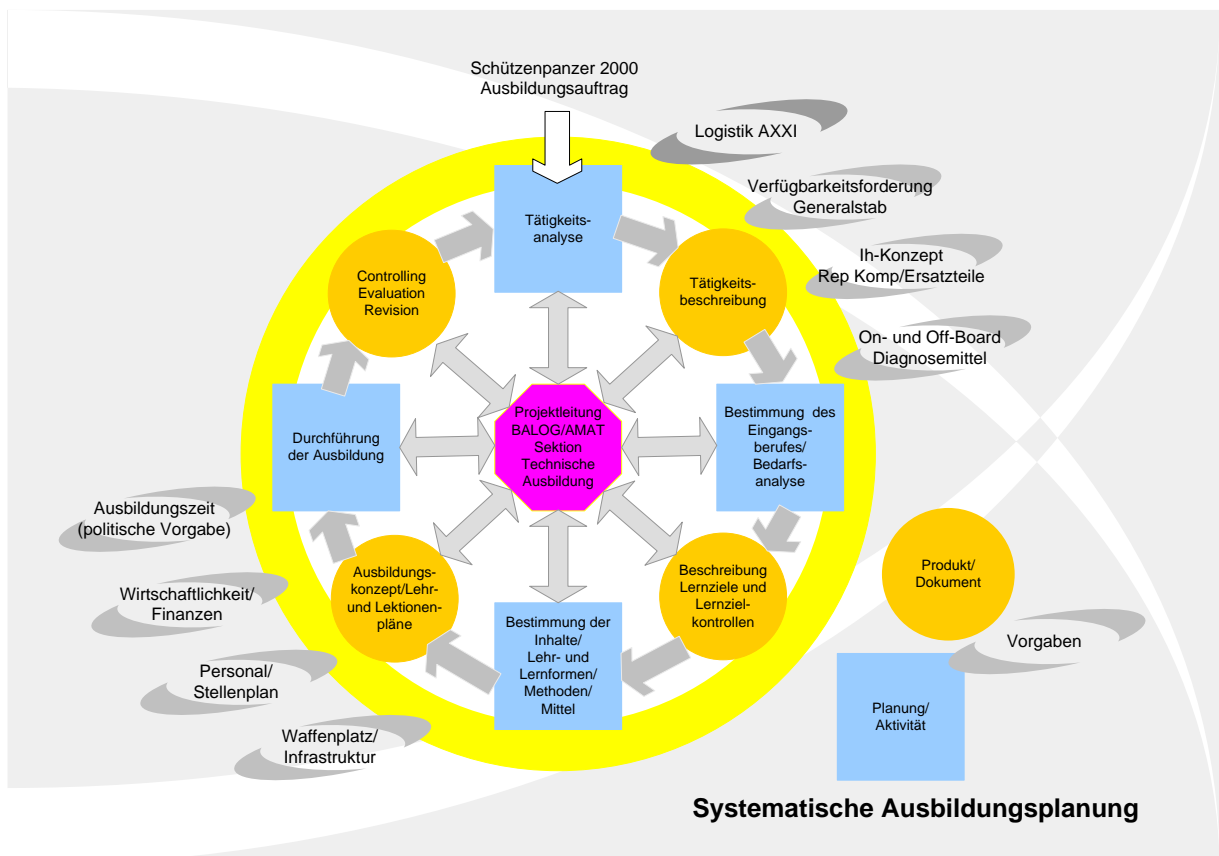 Schützenpanzer 2000
Ausbildungsauftrag
Logistik AXXI
Verfügbarkeitsforderung
Generalstab
Ih-Konzept
Rep Komp/Ersatzteile
On- und Off-Board
Diagnosemittel
Tätigkeits-
analyse
Tätigkeits-
beschreibung
Bestimmung des
Eingangs-
berufes/
Bedarfs-
analyse
Beschreibung
Lernziele und
Lernziel-
kontrollen
Bestimmung der
Inhalte/
Lehr- und
Lernformen/
Methoden/
Mittel
Ausbildungs-
konzept/Lehr-
und Lektionen-
pläne
Durchführung
der Ausbildung
Controlling
Evaluation
Revision
Projektleitung
BALOG/AMAT
Sektion
Technische
Ausbildung
Ausbildungszeit
(politische Vorgabe)
Wirtschaftlichkeit/
Finanzen
Personal/
Stellenplan
Waffenplatz/
Infrastruktur
Produkt/
Dokument
Vorgaben
Planung/
Aktivität
Systematische Ausbildungsplanung